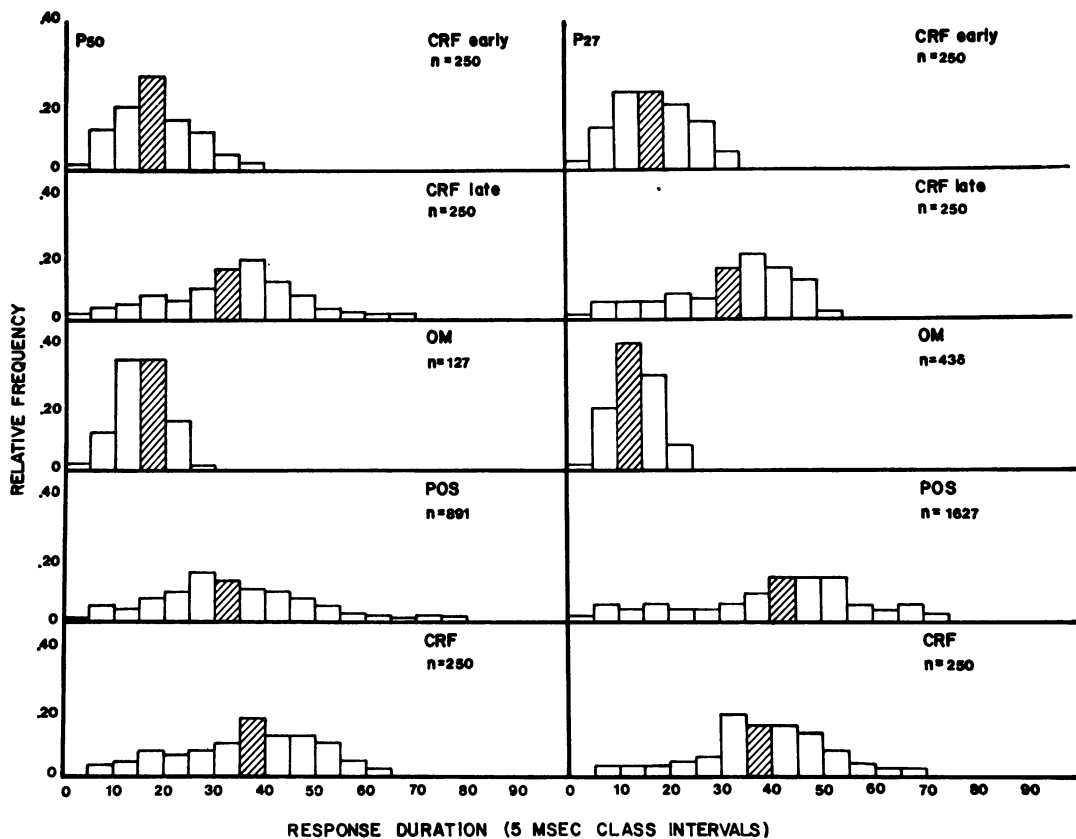 .40
P50
CRF early
n=250
P27
CRF early
n=250
.20
0
.40
CRF late
n=250
CRF late
n=250
.20
0
.40
OM
n=127
OM
n=435
.20
0
.40
POS
n=891
POS
n=1627
.20
0
.40
CRF
n=250
CRF
n=250
.20
0
RELATIVE FREQUENCY
0 10 20 30 40 50 60 70 80 90 0 10 20 30 40 50 60 70 80 90
RESPONSE DURATION (5 MSEC CLASS INTERVALS)